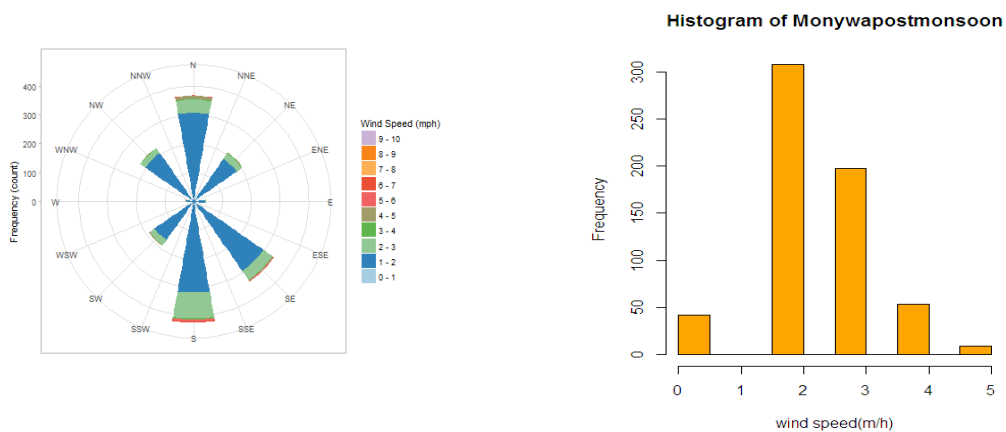 N
NNE
NE
ENE
E
ESE
SE
SSE
S
SSW
SW
WSW
W
WNW
NW
NNW
Frequency (count)
400
300
200
100
0
Wind Speed (mph)
9 - 10
8 - 9
7 - 8
6 - 7
5 - 6
4 - 5
3 - 4
2 - 3
1 - 2
0 - 1
Histogram of Monywapostmonsoon
Frequency
300
250
200
150
100
50
0
0 1 2 3 4 5
wind speed(m/h)